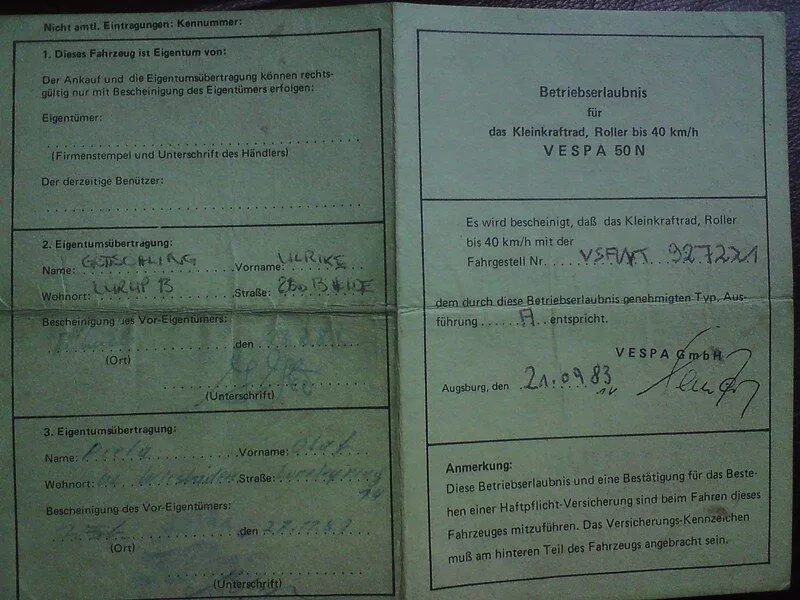 Nicht amtl. Eintragungen: Kennummer:
1. Dieses Fahrzeug ist Eigentum von:
Der Ankauf und die Eigentumsübertragung können rechts-
gültig nur mit Bescheinigung des Eigentümers erfolgen:
Eigentümer:
(Firmenstempel und Unterschrift des Händlers)
Der derzeitige Benützer:
2. Eigentumsübertragung:
Name: GETSCHLING Vorname: ULRIKE
Wohnort: Straße:
Bescheinigung des Vor-Eigentümers:
den
(Ort)
(Unterschrift)
3. Eigentumsübertragung:
Name: Vorname: Olaf
Wohnort: Wiesbaden Straße:
Bescheinigung des Vor-Eigentümers:
den
(Ort)
(Unterschrift)
Betriebserlaubnis
für
das Kleinkraftrad, Roller bis 40 km/h
VESPA 50 N
Es wird bescheinigt, daß das Kleinkraftrad, Roller
bis 40 km/h mit der
Fahrgestell Nr. 927221
dem durch diese Betriebserlaubnis genehmigten Typ, Aus-
führung A entspricht.
VESPA GmbH
Augsburg, den 21.09.83
Anmerkung:
Diese Betriebserlaubnis und eine Bestätigung für das Beste-
hen einer Haftpflicht-Versicherung sind beim Fahren dieses
Fahrzeuges mitzuführen. Das Versicherungs-Kennzeichen
muß am hinteren Teil des Fahrzeugs angebracht sein.